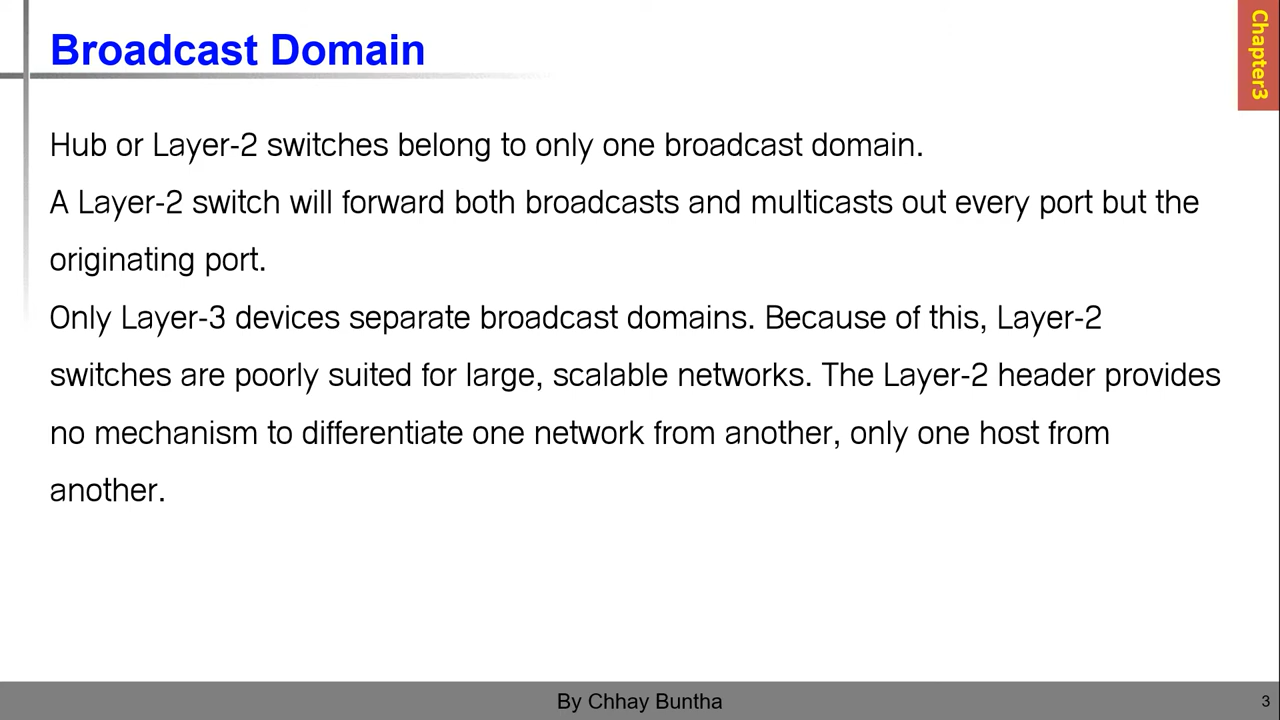 Broadcast Domain
Chapter3
Hub or Layer-2 switches belong to only one broadcast domain.
A Layer-2 switch will forward both broadcasts and multicasts out every port but the
originating port.
Only Layer-3 devices separate broadcast domains. Because of this, Layer-2
switches are poorly suited for large, scalable networks. The Layer-2 header provides
no mechanism to differentiate one network from another, only one host from
another.
By Chhay Buntha
3